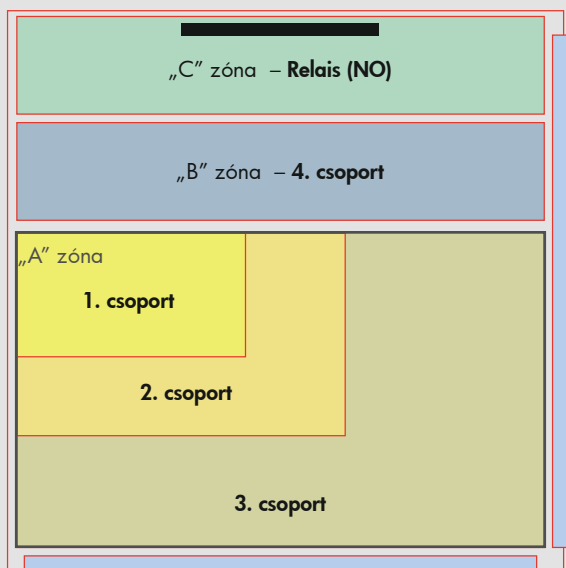 „C” zóna – Relais (NO)
„B” zóna – 4. csoport
„A” zóna
1. csoport
2. csoport
3. csoport